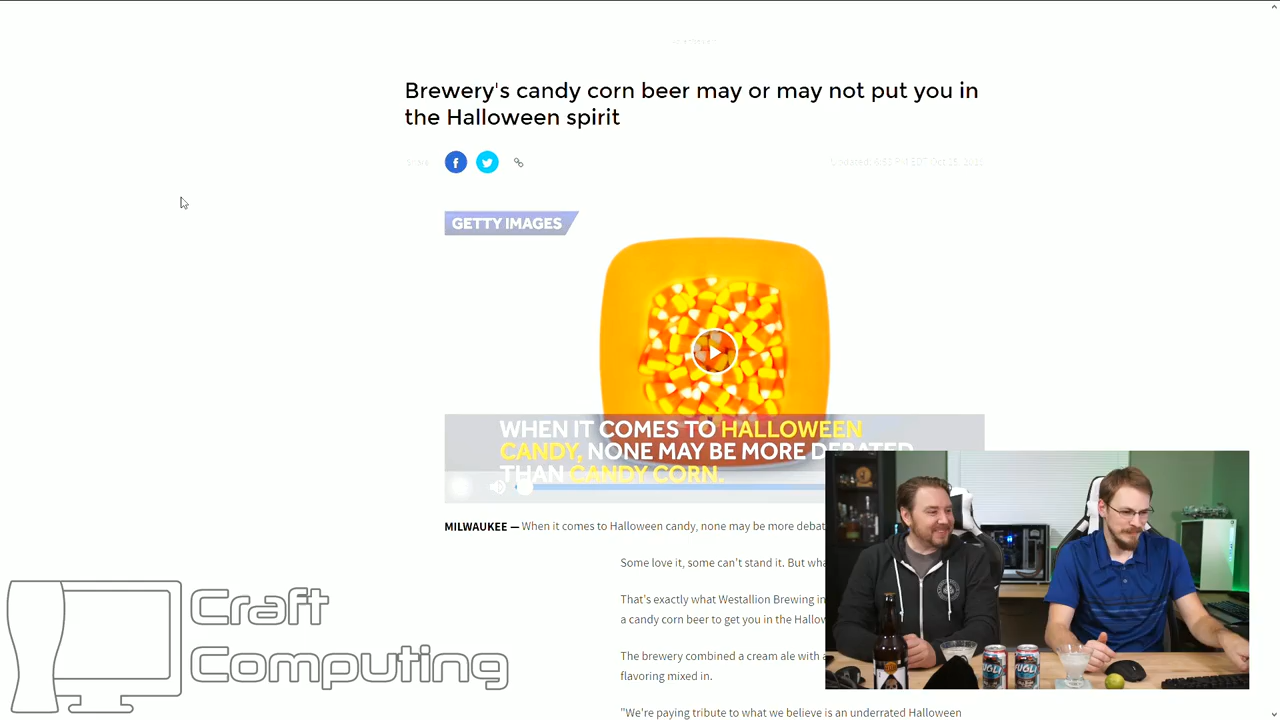 Brewery's candy corn beer may or may not put you in
the Halloween spirit
GETTY IMAGES
WHEN IT COMES TO HALLOWEEN
CANDY, NONE MAY BE MORE DEBATED
THAN CANDY CORN.
MILWAUKEE — When it comes to Halloween candy, none may be more debat
Some love it, some can't stand it. But wha
That's exactly what Westallion Brewing in
a candy corn beer to get you in the Hallow
The brewery combined a cream ale with a
flavoring mixed in.
"We're paying tribute to what we believe is an underrated Halloween
Craft
Computing